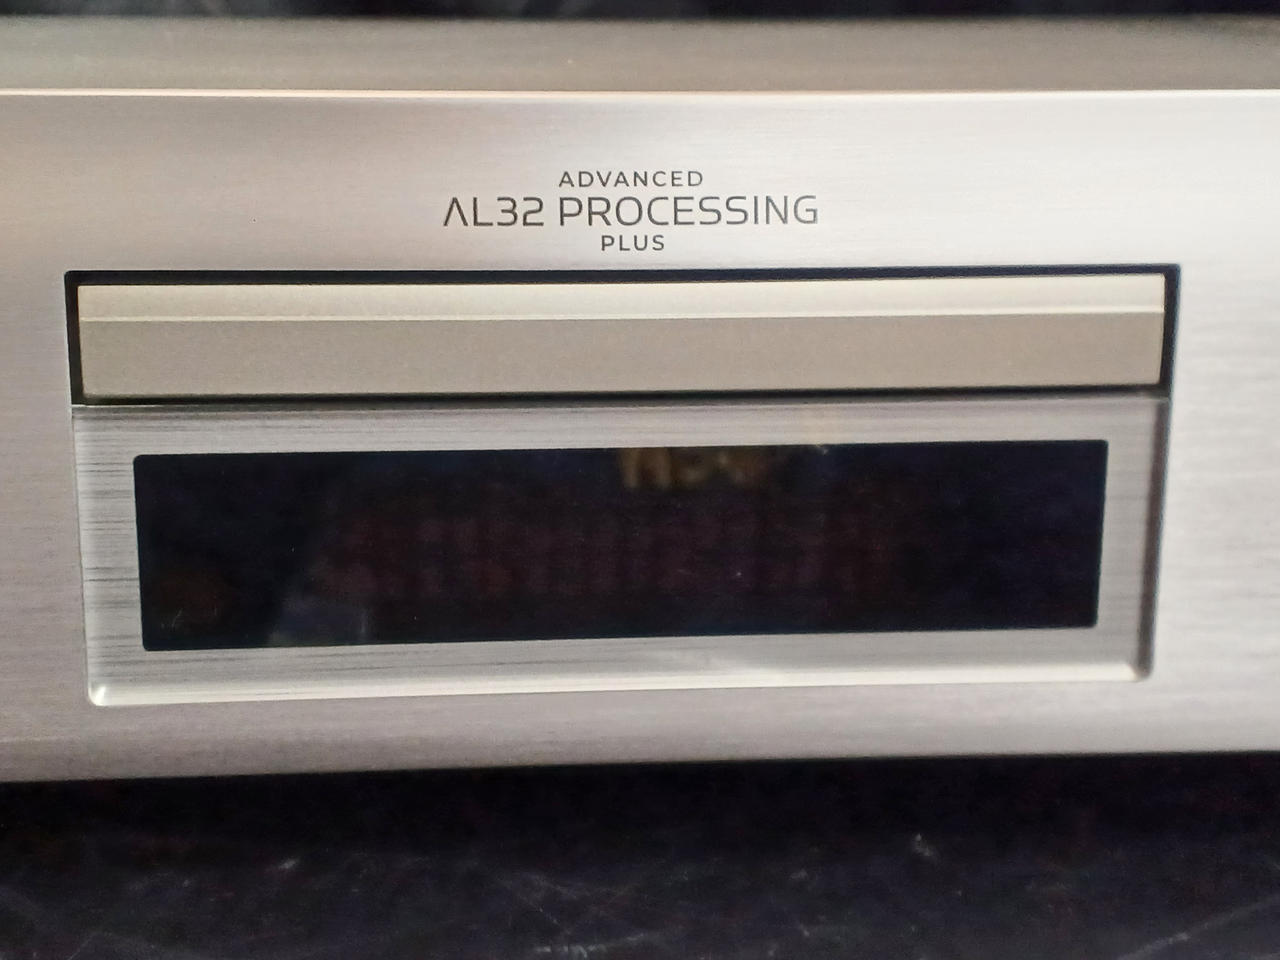 ADVANCED
AL32 PROCESSING
PLUS